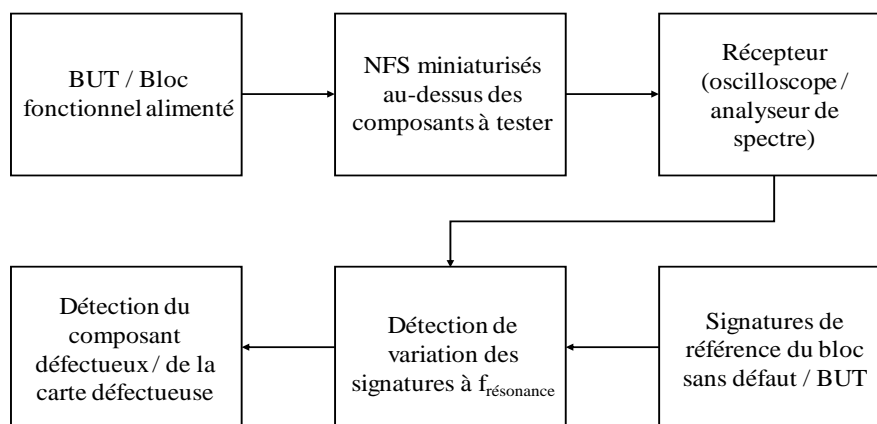 BUT / Bloc
fonctionnel alimenté
NFS miniaturisés
au-dessus des
composants à tester
Récepteur
(oscilloscope /
analyseur de
spectre)
Détection du
composant
défectueux / de la
carte défectueuse
Détection de
variation des
signatures à frésonance
Signatures de
référence du bloc
sans défaut / BUT